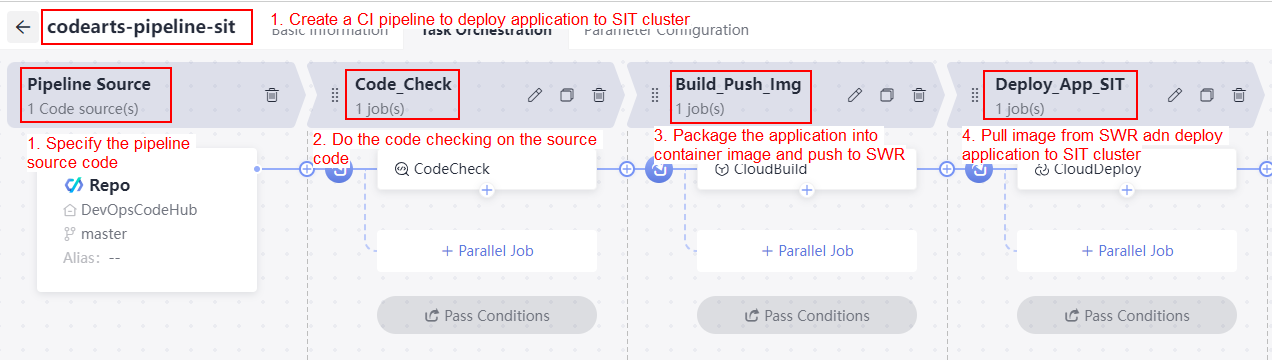 codearts-pipeline-sit
1. Create a CI pipeline to deploy application to SIT cluster
Basic Information
Task Orchestration
Parameter Configuration
Pipeline Source
1 Code source(s)
Code_Check
1 job(s)
Build_Push_Img
1 job(s)
Deploy_App_SIT
1 job(s)
1. Specify the pipeline
source code
2. Do the code checking on the source
code
3. Package the application into
container image and push to SWR
4. Pull image from SWR adn deploy
application to SIT cluster
Repo
DevOpsCodeHub
master
Alias: --
CodeCheck
CloudBuild
CloudDeploy
+ Parallel Job
+ Parallel Job
+ Parallel Job
Pass Conditions
Pass Conditions
Pass Conditions